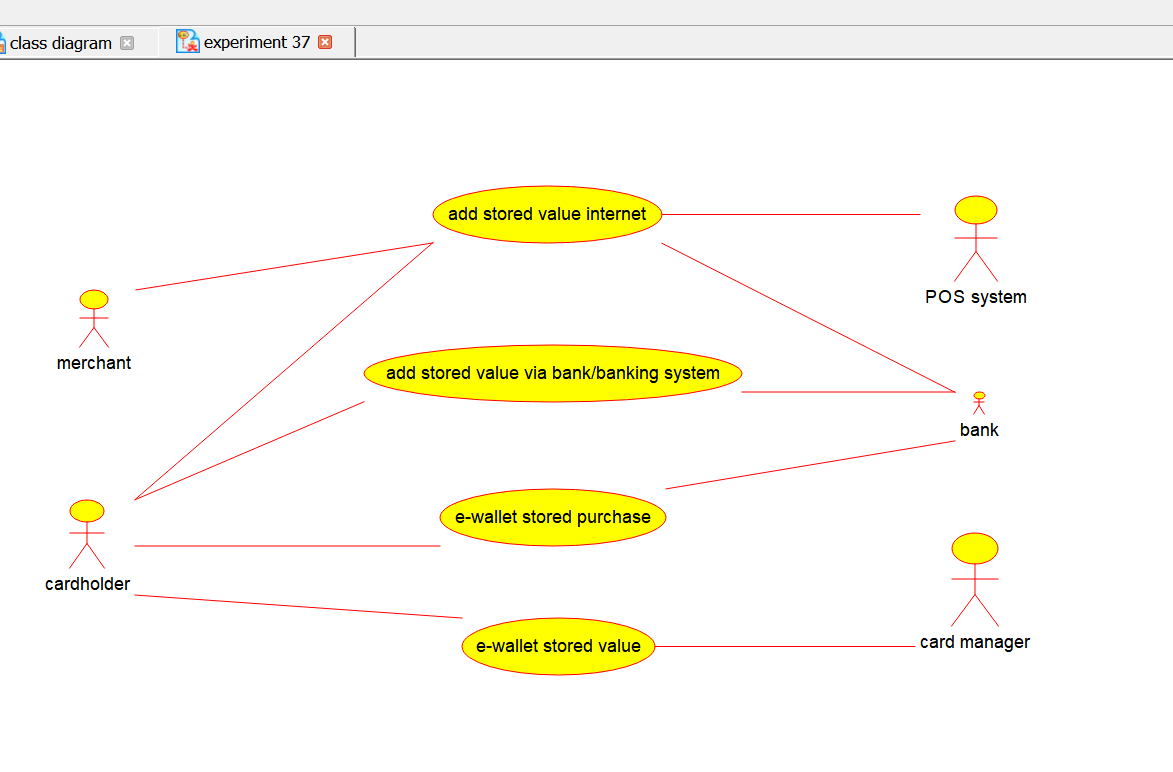 class diagram
experiment 37
add stored value internet
POS system
merchant
add stored value via bank/banking system
bank
e-wallet stored purchase
cardholder
e-wallet stored value
card manager